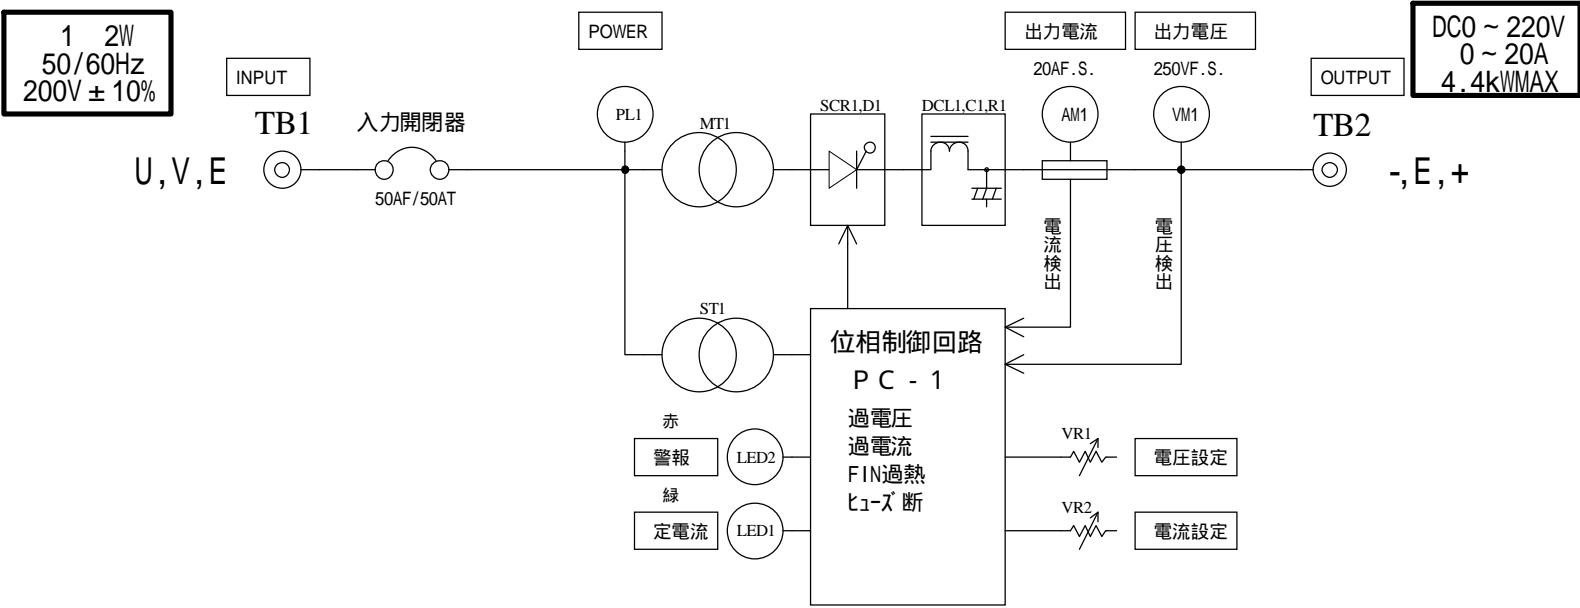 1 2W
50/60Hz
200V±10%
INPUT
TB1
U,V,E
入力開閉器
50AF/50AT
POWER
PL1
MT1
SCR1,D1
DCL1,C1,R1
出力電流
20AF.S.
AM1
出力電圧
250VF.S.
VM1
OUTPUT
TB2
-,E,+
DC0~220V
0~20A
4.4kWMAX
電流検出
電圧検出
ST1
位相制御回路
PC-1
過電圧
過電流
FIN過熱
ﾋｭｰｽﾞ断
赤
警報
LED2
緑
定電流
LED1
VR1
電圧設定
VR2
電流設定